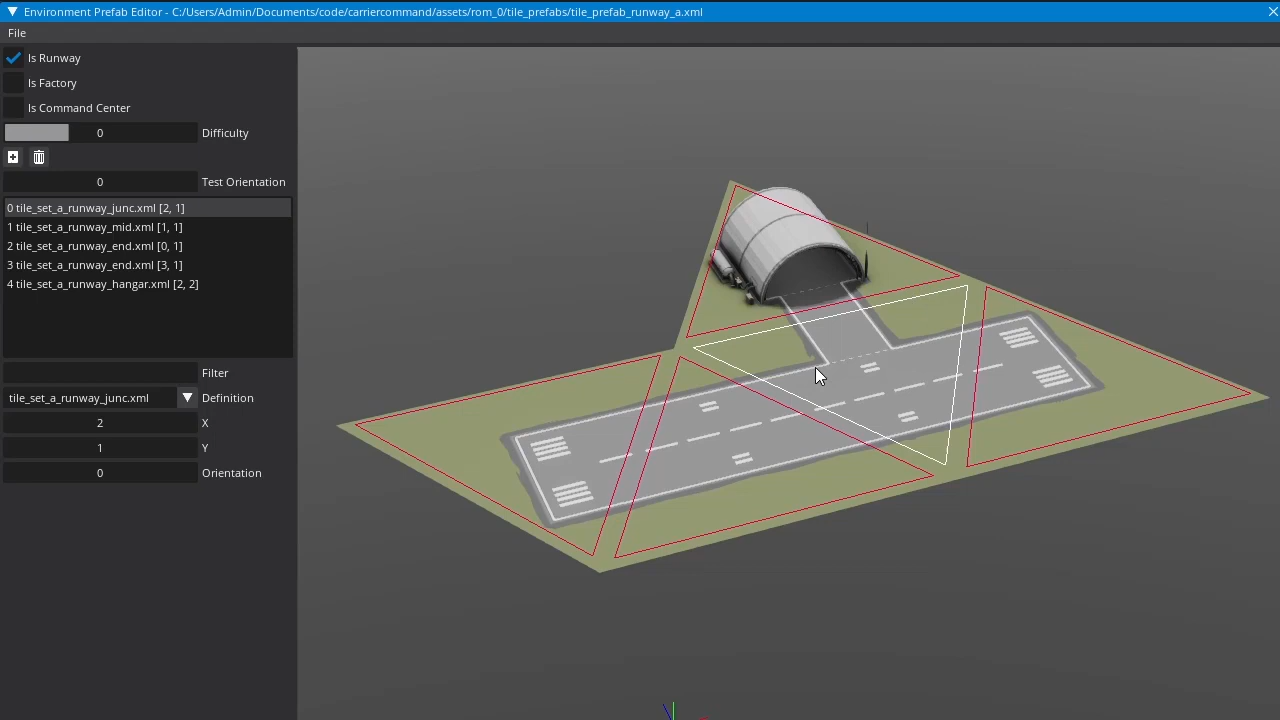 Environment Prefab Editor - C:/Users/Admin/Documents/code/carriercommand/assets/rom_0/tile_prefabs/tile_prefab_runway_a.xml
File
Is Runway
Is Factory
Is Command Center
0 Difficulty
0 Test Orientation
0 tile_set_a_runway_junc.xml [2, 1]
1 tile_set_a_runway_mid.xml [1, 1]
2 tile_set_a_runway_end.xml [0, 1]
3 tile_set_a_runway_end.xml [3, 1]
4 tile_set_a_runway_hangar.xml [2, 2]
Filter
tile_set_a_runway_junc.xml Definition
2 X
1 Y
0 Orientation